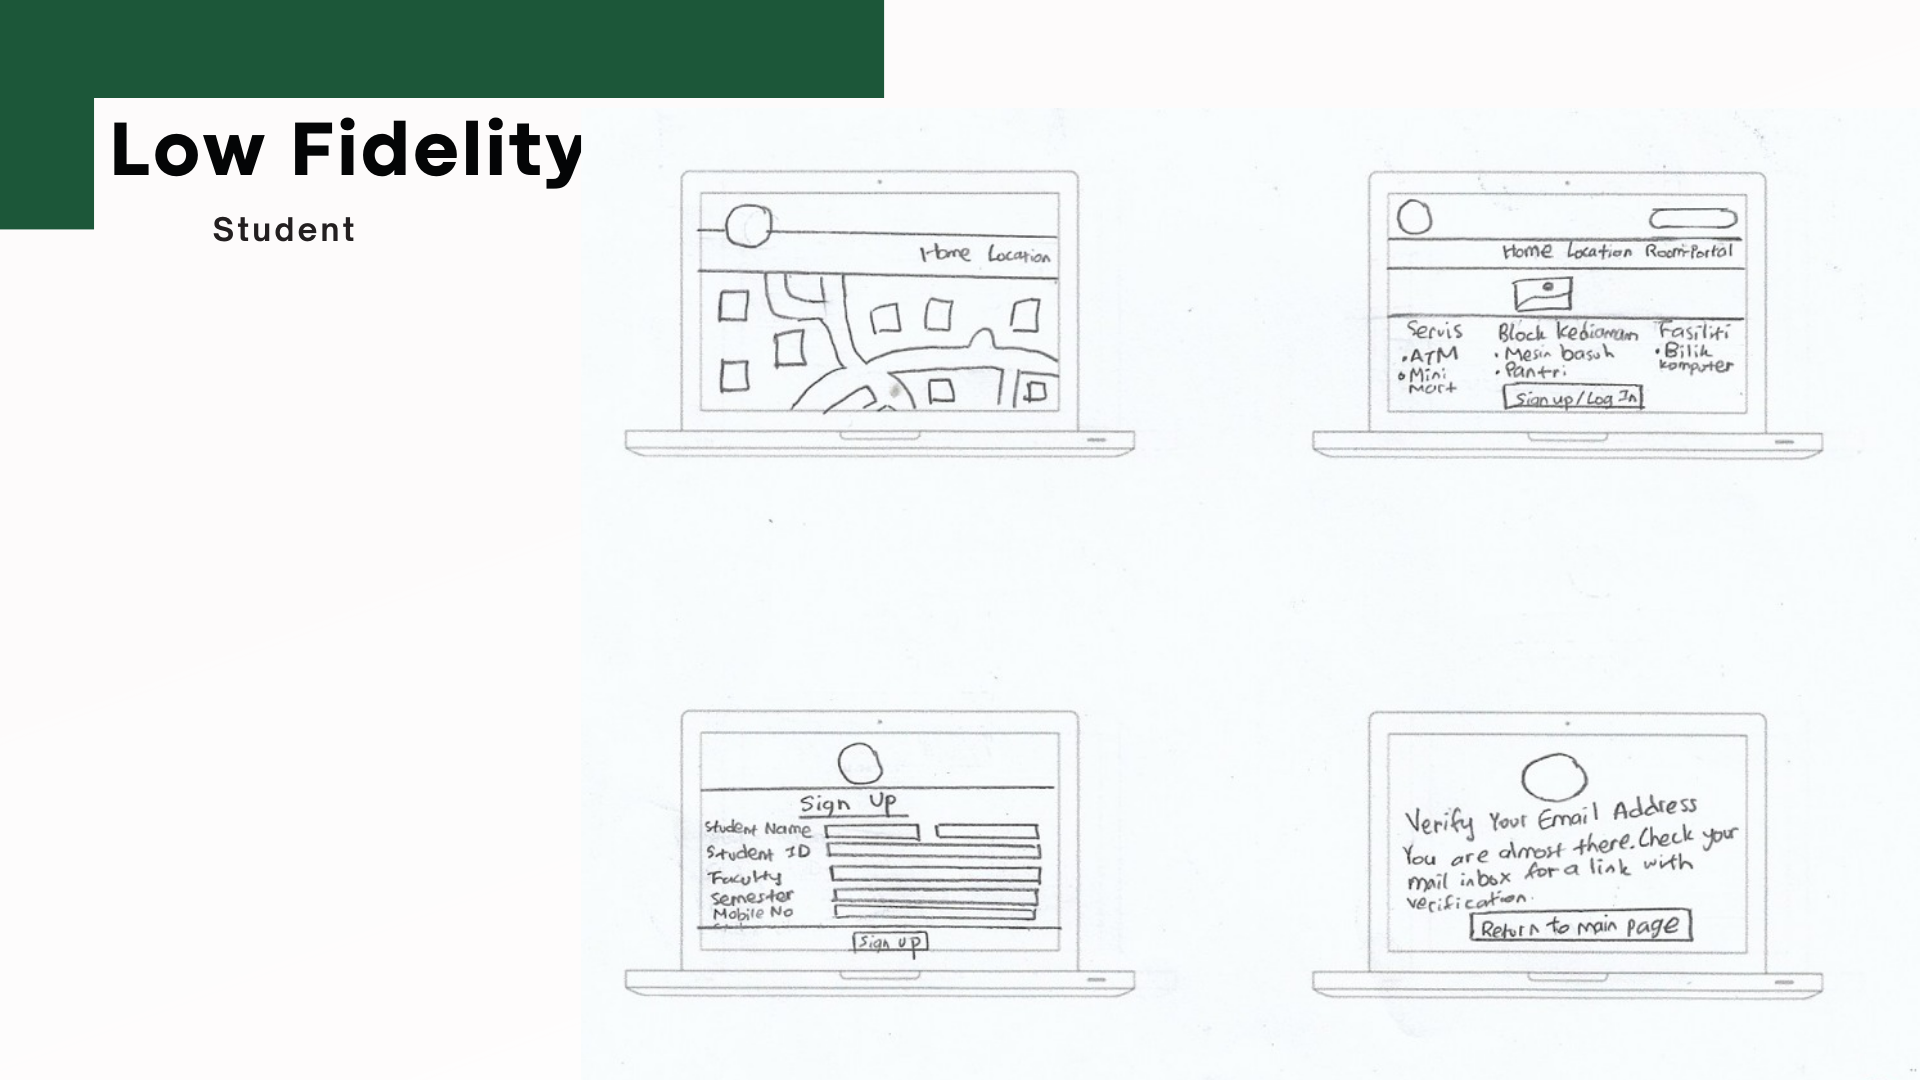 Low Fidelity
Student
Home Location
Home Location Room-Portal
Servis
• ATM
• Mini
Mart
Block Kediaman
• Mesin basuh
• Pantri
Fasiliti
• Bilik
Komputer
Sign up/Log In
Sign Up
Student Name
Student ID
Faculty
Semester
Mobile No
Sign up
Verify Your Email Address
You are almost there. Check your
mail inbox for a link with
verification.
Return to main page